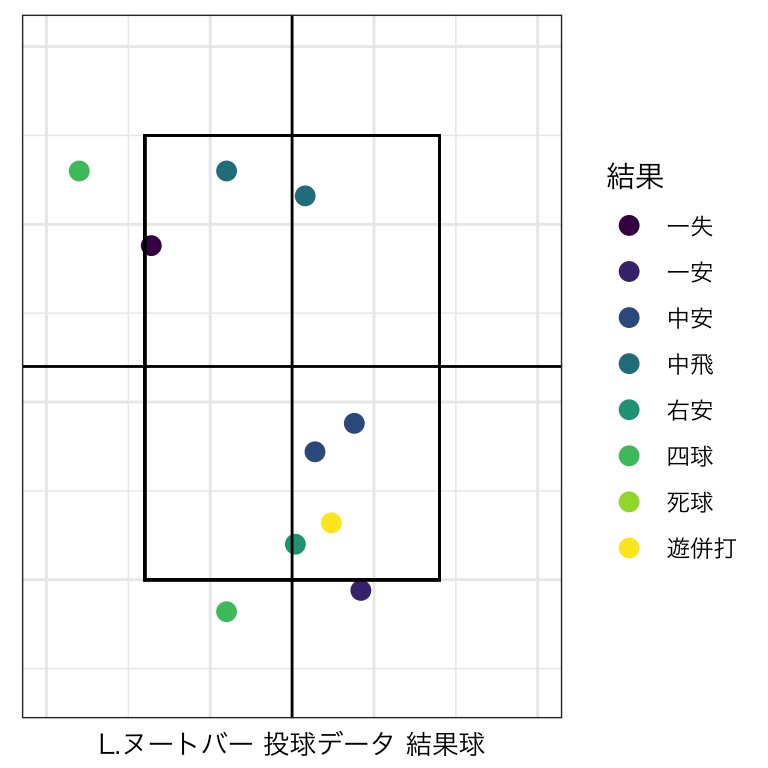 結果
一失
一安
中安
中飛
右安
四球
死球
遊併打
L.ヌートバー 投球データ 結果球